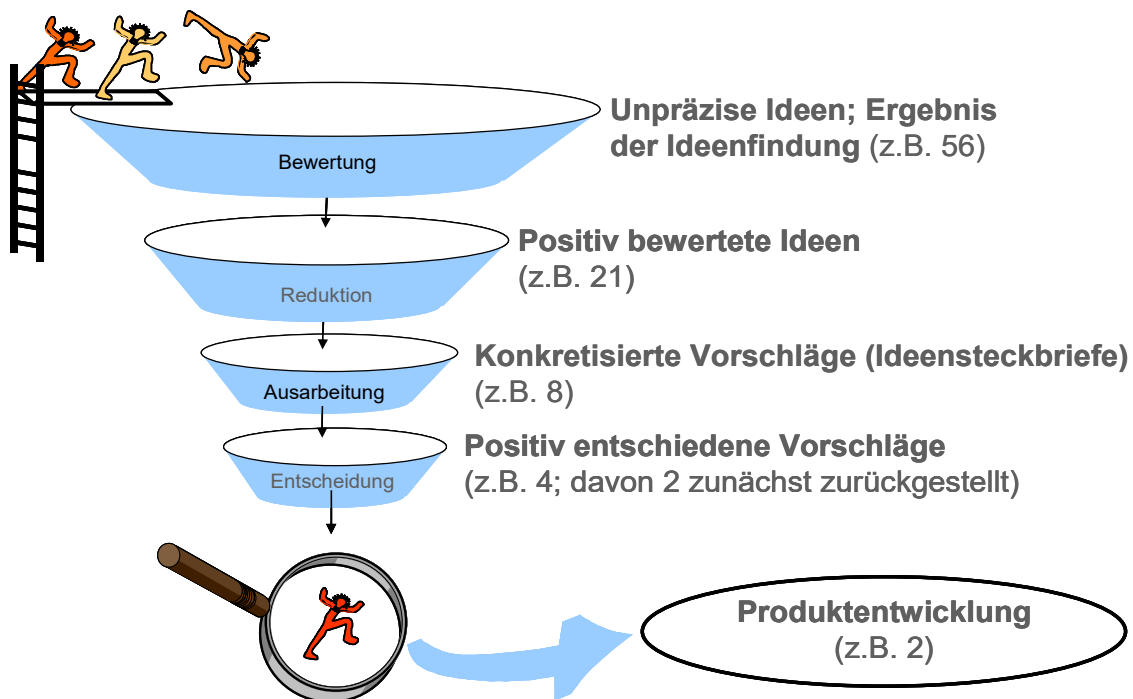 Unpräzise Ideen; Ergebnis
der Ideenfindung (z.B. 56)
Bewertung
Positiv bewertete Ideen
(z.B. 21)
Reduktion
Konkretisierte Vorschläge (Ideensteckbriefe)
(z.B. 8)
Ausarbeitung
Positiv entschiedene Vorschläge
(z.B. 4; davon 2 zunächst zurückgestellt)
Entscheidung
Produktentwicklung
(z.B. 2)